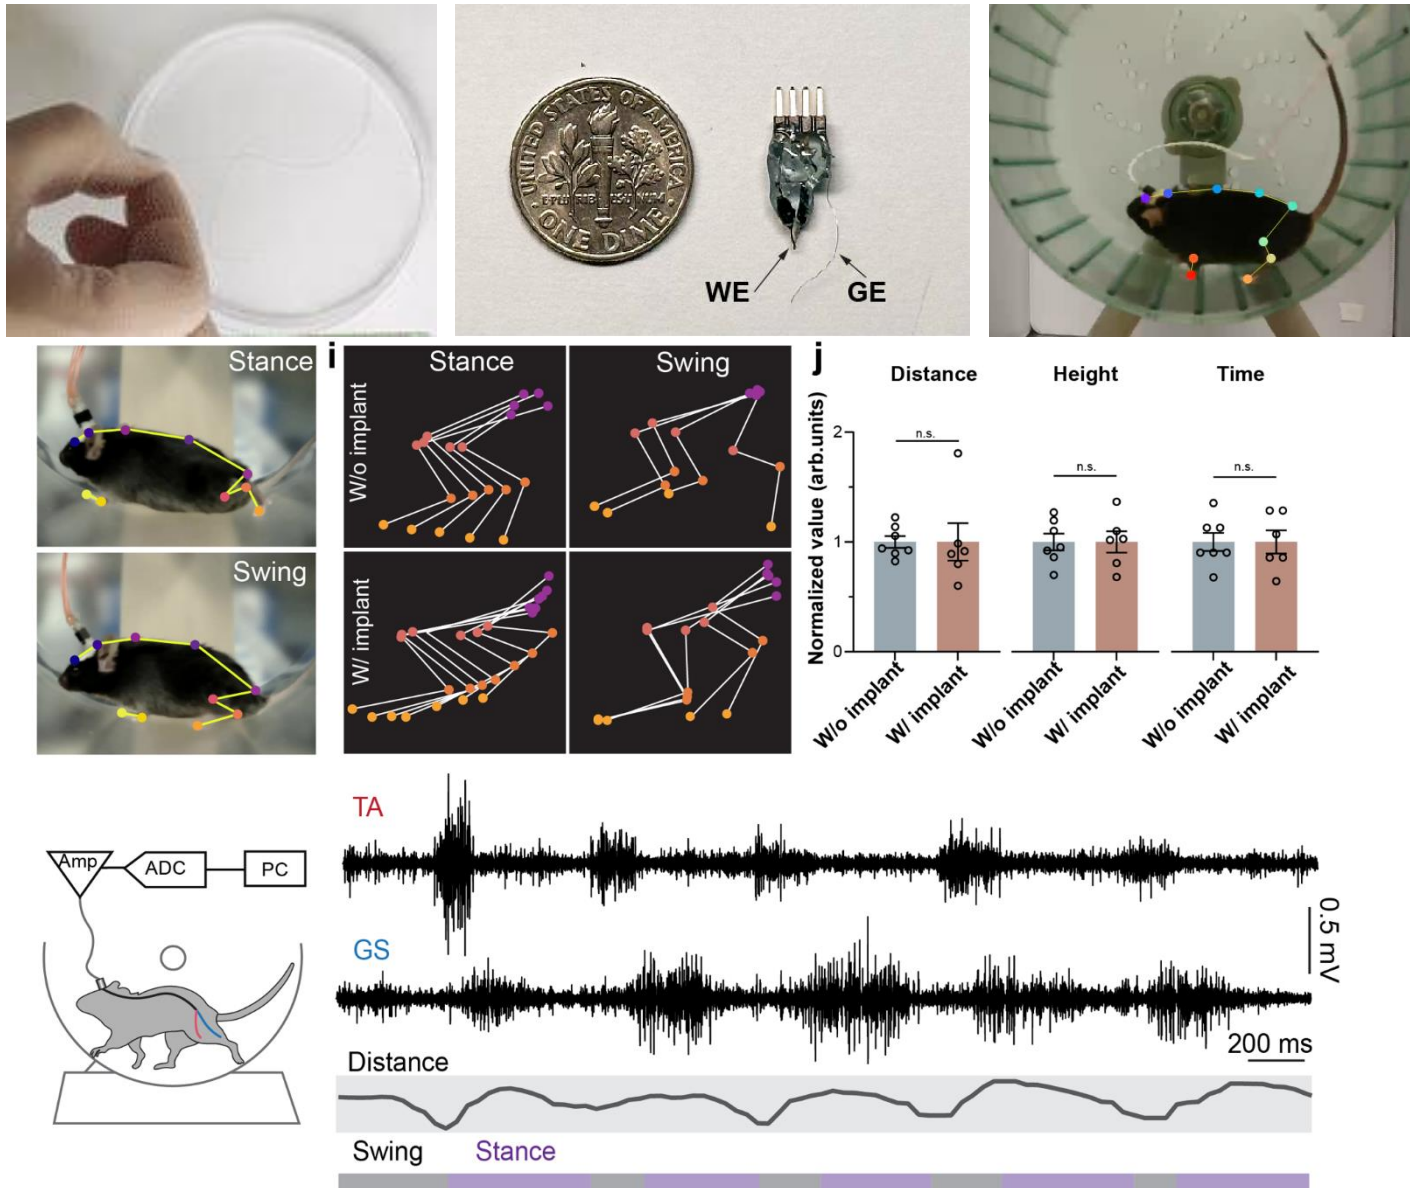 UNITED STATES OF AMERICA
E PLURIBUS UNUM
ONE DIME
WE
GE
Stance
Swing
i
Stance
Swing
W/o implant
W/ implant
j
Distance
Height
Time
Normalized value (arb.units)
2
1
0
n.s.
n.s.
n.s.
W/o implant
W/ implant
W/o implant
W/ implant
W/o implant
W/ implant
Amp
ADC
PC
TA
GS
0.5 mV
200 ms
Distance
Swing
Stance